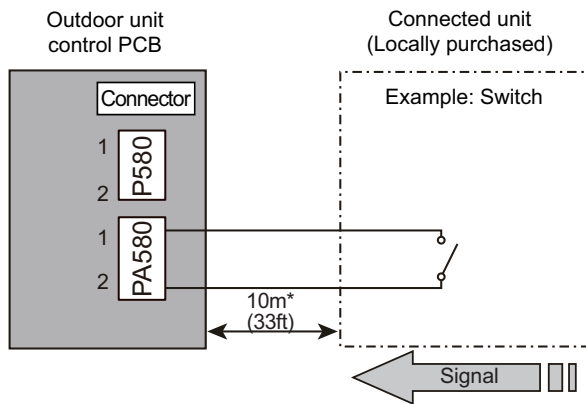 Outdoor unit
control PCB
Connected unit
(Locally purchased)
Connector
Example: Switch
1
2
P580
1
2
PA580
10m*
(33ft)
Signal